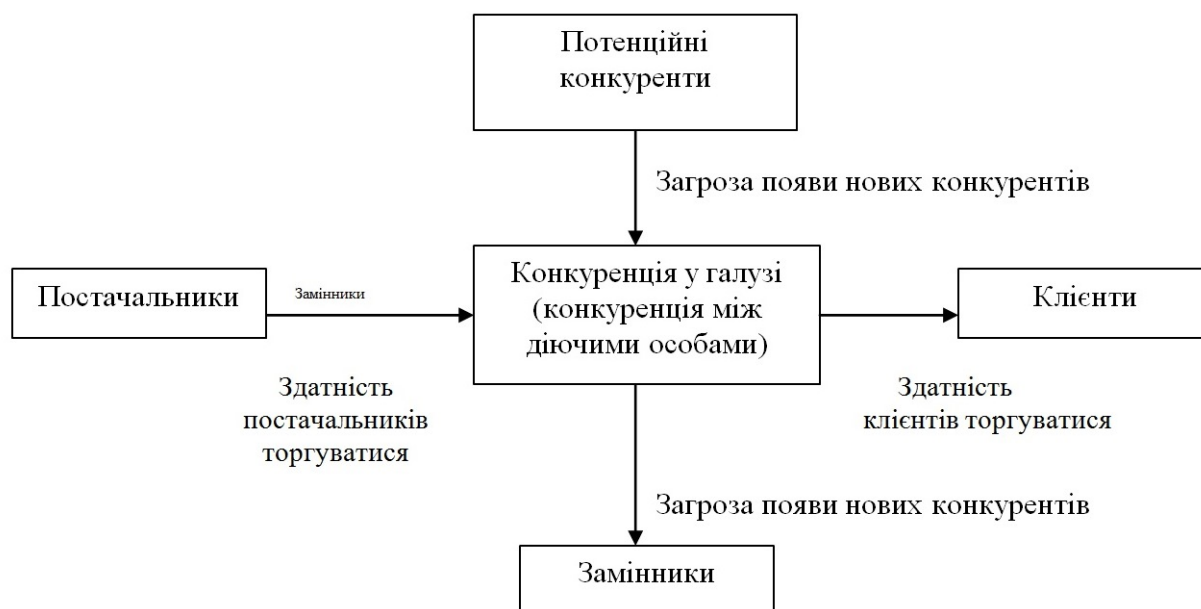 Потенційні
конкуренти
Загроза появи нових конкурентів
Постачальники
Замінники
Конкуренція у галузі
(конкуренція між
діючими особами)
Клієнти
Здатність
постачальників
торгуватися
Здатність
клієнтів торгуватися
Загроза появи нових конкурентів
Замінники